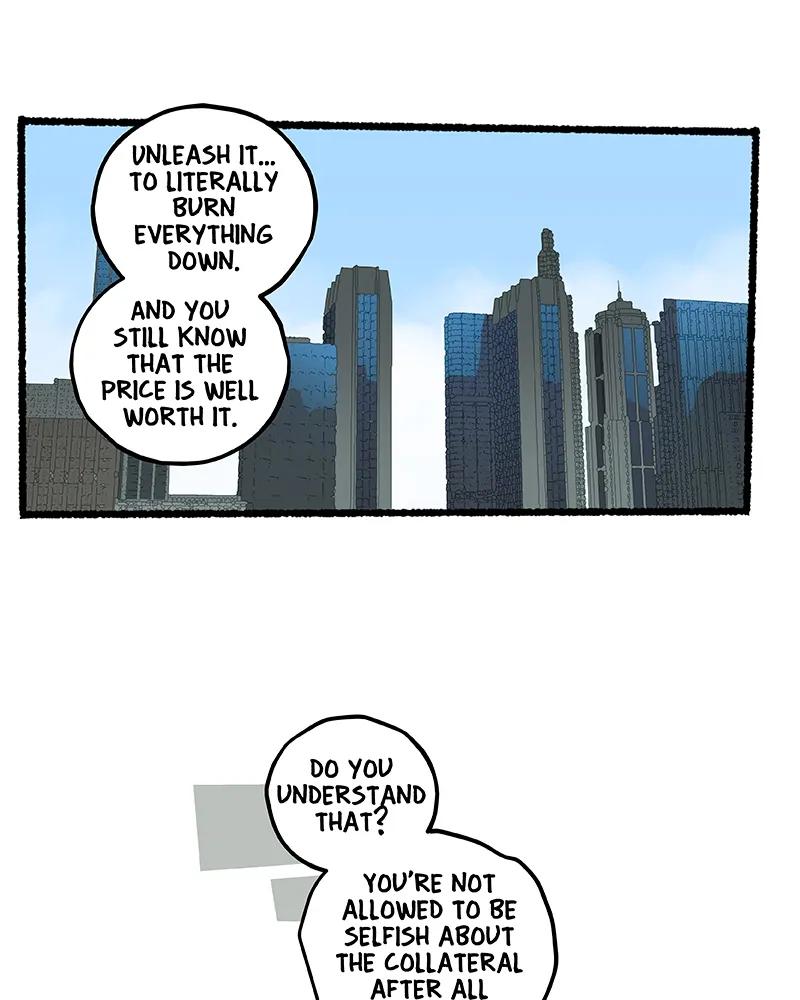 UNLEASH IT...
TO LITERALLY
BURN
EVERYTHING
DOWN.
AND YOU
STILL KNOW
THAT THE
PRICE IS WELL
WORTH IT.
DO YOU
UNDERSTAND
THAT?
YOU'RE NOT
ALLOWED TO BE
SELFISH ABOUT
THE COLLATERAL
AFTER ALL